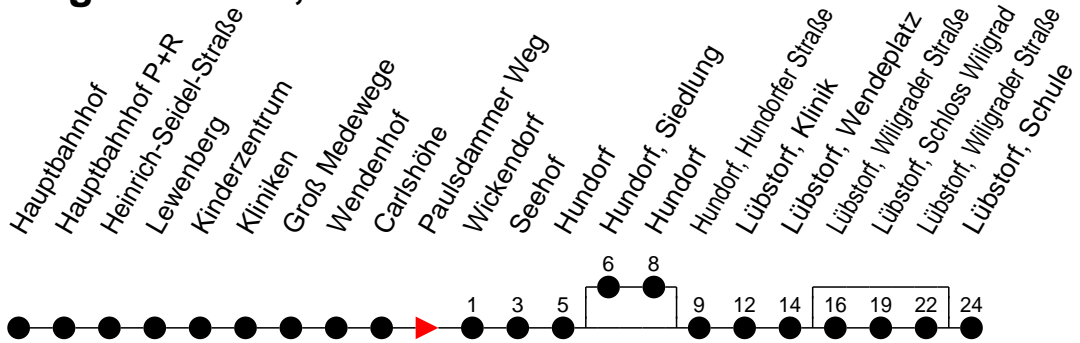 Hauptbahnhof
Hauptbahnhof P+R
Heinrich-Seidel-Straße
Lewenberg
Kinderzentrum
Kliniken
Groß Medewege
Wendenhof
Carlshöhe
Paulsdammer Weg
Wickendorf
Seehof
Hundorf
Hundorf, Siedlung
Hundorf
Hundorf, Hundorfer Straße
Lübstorf, Klinik
Lübstorf, Wendeplatz
Lübstorf, Wiligrader Straße
Lübstorf, Schloss Wiligrad
Lübstorf, Wiligrader Straße
Lübstorf, Schule
6 8
1 3 5 9 12 14 16 19 22 24